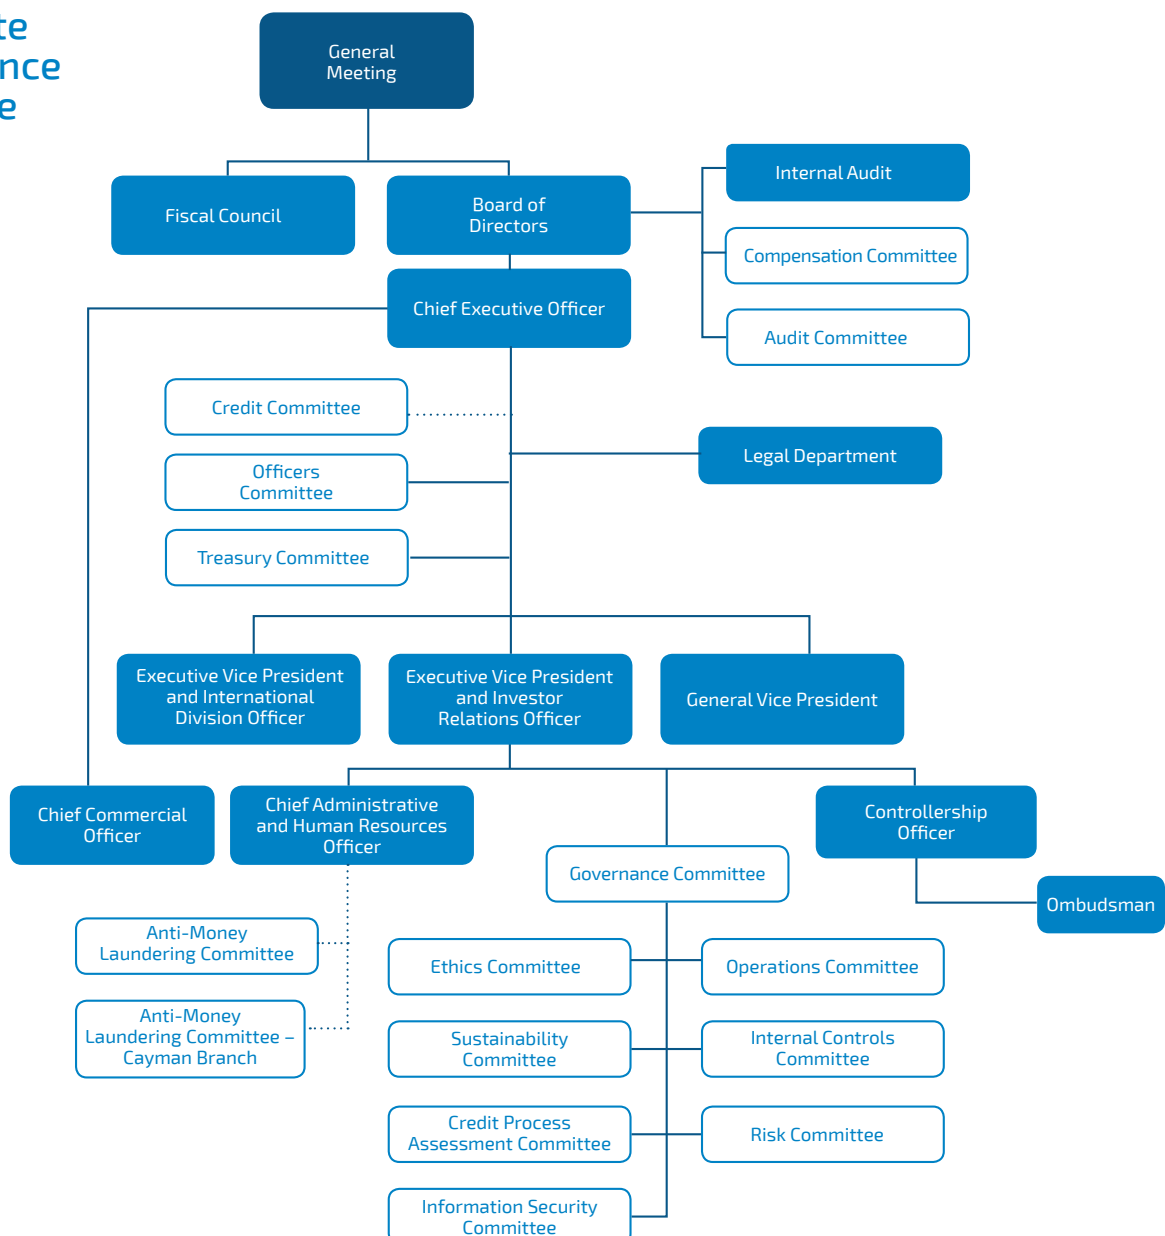 te
nce
e
General
Meeting
Fiscal Council
Board of
Directors
Internal Audit
Compensation Committee
Audit Committee
Chief Executive Officer
Credit Committee
Officers
Committee
Treasury Committee
Legal Department
Executive Vice President
and International
Division Officer
Executive Vice President
and Investor
Relations Officer
General Vice President
Chief Commercial
Officer
Chief Administrative
and Human Resources
Officer
Controllership
Officer
Governance Committee
Ombudsman
Anti-Money
Laundering Committee
Anti-Money
Laundering Committee –
Cayman Branch
Ethics Committee
Operations Committee
Sustainability
Committee
Internal Controls
Committee
Credit Process
Assessment Committee
Risk Committee
Information Security
Committee